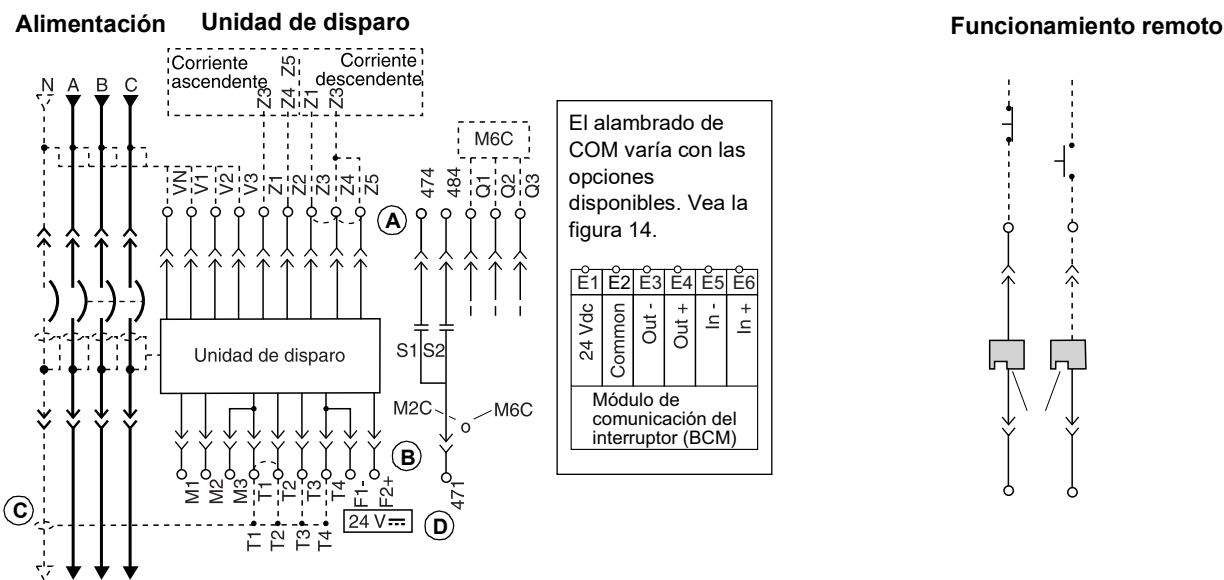 Alimentación
Unidad de disparo
Funcionamiento remoto
Corriente
ascendente
Z3
Z4
Z5
Corriente
descendente
Z1
Z3
N A B C
VN
V1
V2
V3
Z1
Z2
Z3
Z4
Z5
A
474
484
M6C
Q1
Q2
Q3
Unidad de disparo
S1
S2
M2C
M6C
o
B
M1
M2
M3
T1
T2
T3
T4
F1-
F2+
471
C
T1
T2
T3
T4
24 V
D
El alambrado de
COM varía con las
opciones
disponibles. Vea la
figura 14.
E1 E2 E3 E4 E5 E6
24 Vdc
Common
Out -
Out +
In -
In +
Módulo de
comunicación del
interruptor (BCM)